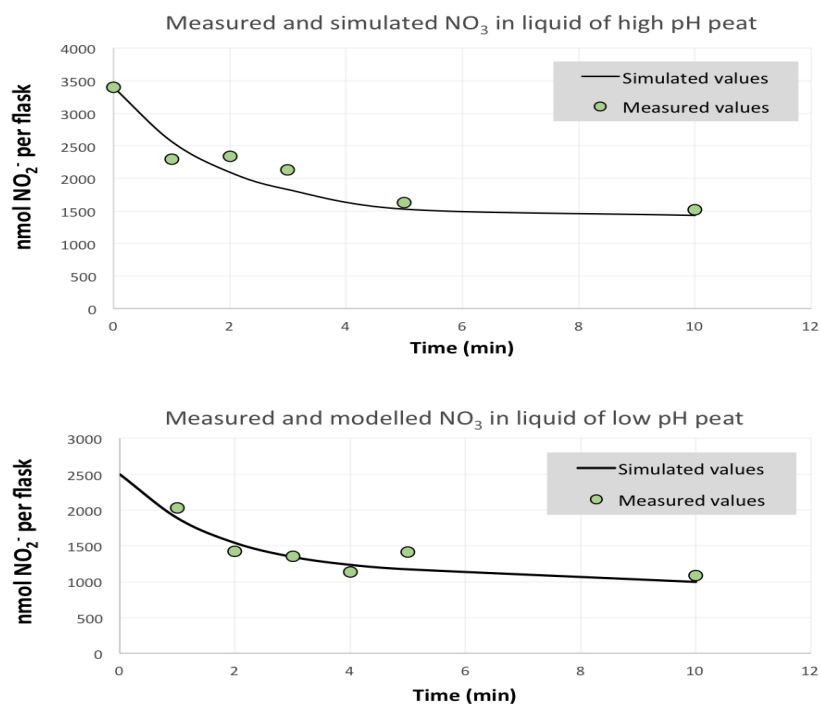 Measured and simulated NO₃ in liquid of high pH peat
nmol NO₂⁻ per flask
4000
3500
3000
2500
2000
1500
1000
500
0
Simulated values
Measured values
0 2 4 6 8 10 12
Time (min)
Measured and modelled NO₃ in liquid of low pH peat
nmol NO₂⁻ per flask
3000
2500
2000
1500
1000
500
0
Simulated values
Measured values
0 2 4 6 8 10 12
Time (min)